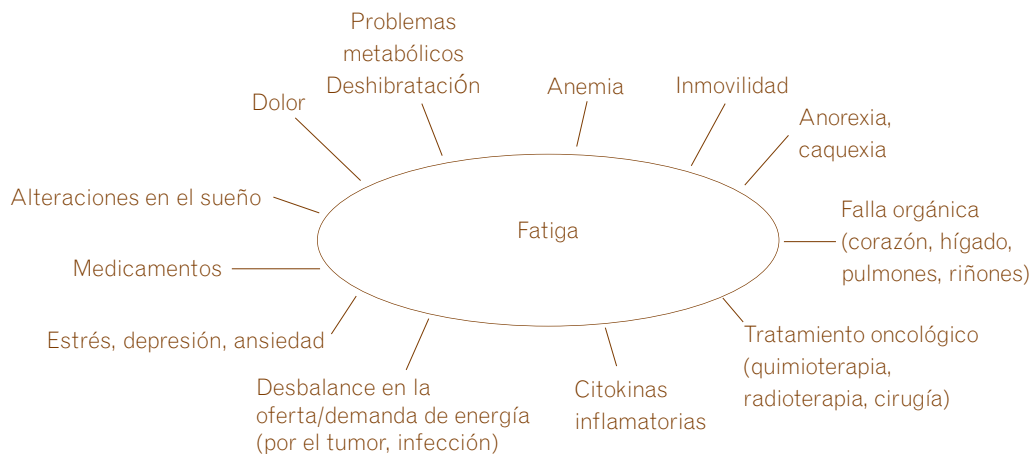 Problemas
metabólicos
Deshibratación
Anemia
Inmovilidad
Dolor
Anorexia,
caquexia
Alteraciones en el sueño
Falla orgánica
(corazón, hígado,
pulmones, riñones)
Fatiga
Medicamentos
Estrés, depresión, ansiedad
Tratamiento oncológico
(quimioterapia,
radioterapia, cirugía)
Desbalance en la
oferta/demanda de energía
(por el tumor, infección)
Citokinas
inflamatorias